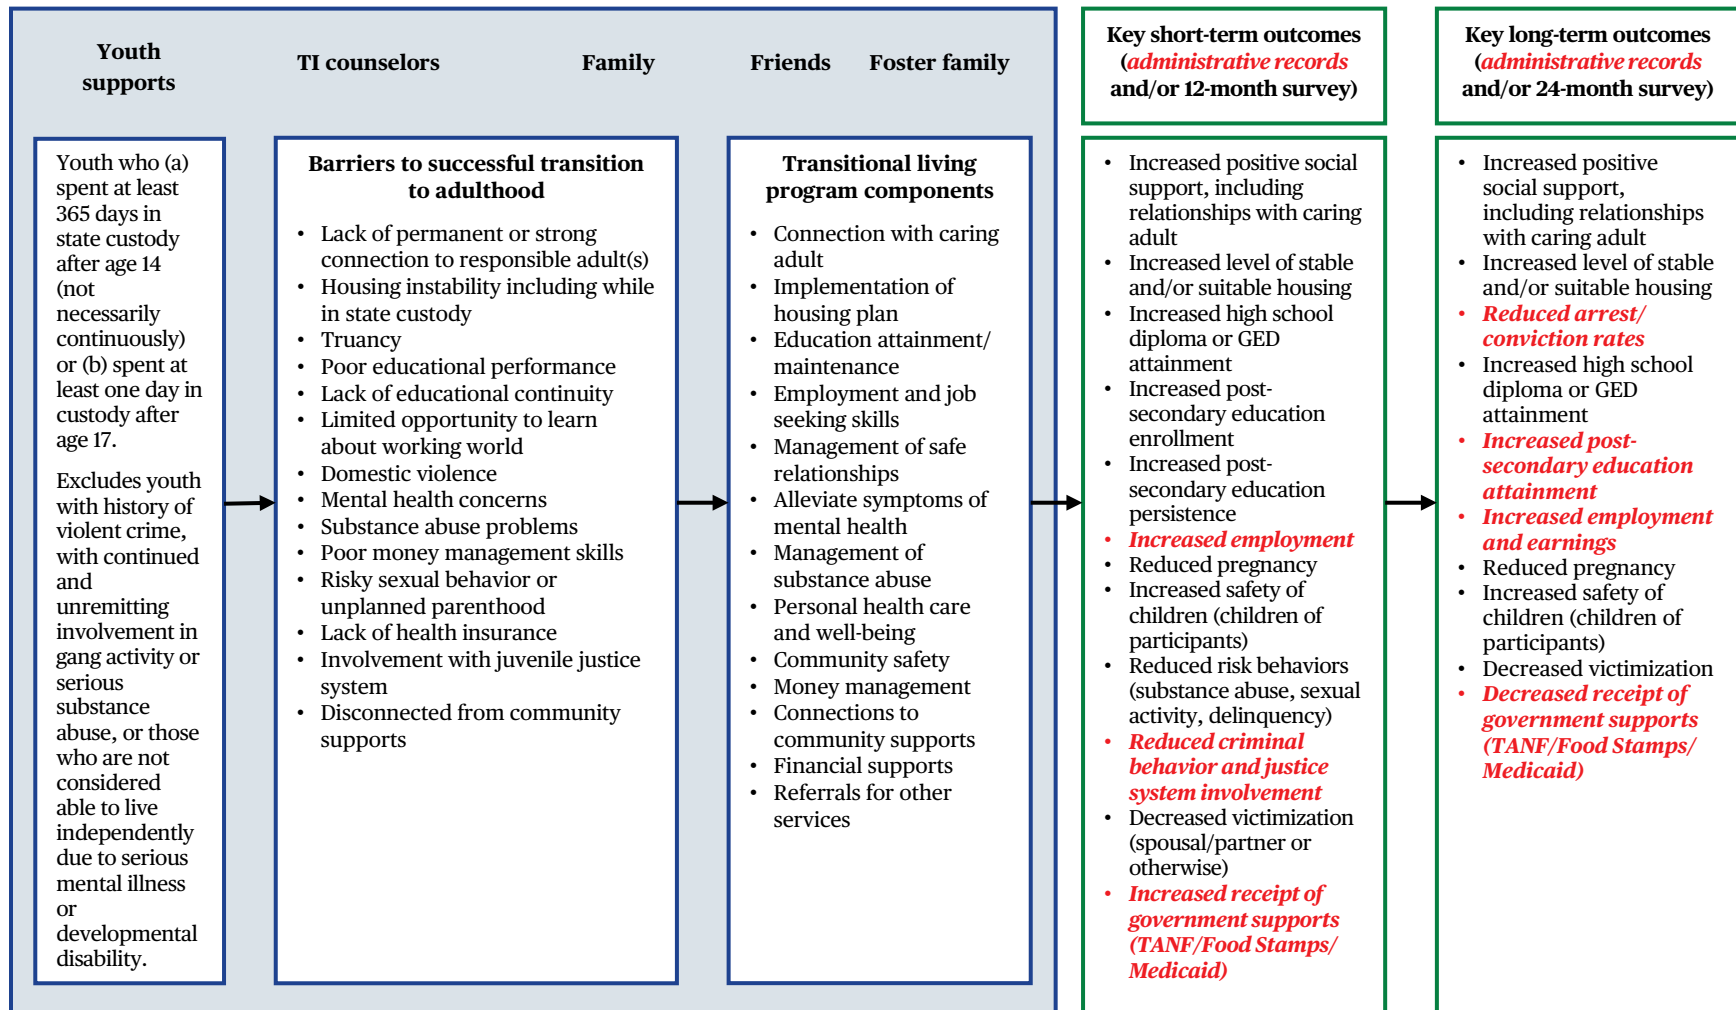 Youth
supports
TI counselors
Family
Friends
Foster family
Key short-term outcomes
(administrative records
and/or 12-month survey)
Key long-term outcomes
(administrative records
and/or 24-month survey)
Youth who (a)
spent at least
365 days in
state custody
after age 14
(not
necessarily
continuously)
or (b) spent at
least one day in
custody after
age 17.
Excludes youth
with history of
violent crime,
with continued
and
unremitting
involvement in
gang activity or
serious
substance
abuse, or those
who are not
considered
able to live
independently
due to serious
mental illness
or
developmental
disability.
Barriers to successful transition
to adulthood
• Lack of permanent or strong
connection to responsible adult(s)
• Housing instability including while
in state custody
• Truancy
• Poor educational performance
• Lack of educational continuity
• Limited opportunity to learn
about working world
• Domestic violence
• Mental health concerns
• Substance abuse problems
• Poor money management skills
• Risky sexual behavior or
unplanned parenthood
• Lack of health insurance
• Involvement with juvenile justice
system
• Disconnected from community
supports
Transitional living
program components
• Connection with caring
adult
• Implementation of
housing plan
• Education attainment/
maintenance
• Employment and job
seeking skills
• Management of safe
relationships
• Alleviate symptoms of
mental health
• Management of
substance abuse
• Personal health care
and well-being
• Community safety
• Money management
• Connections to
community supports
• Financial supports
• Referrals for other
services
• Increased positive social
support, including
relationships with caring
adult
• Increased level of stable
and/or suitable housing
• Increased high school
diploma or GED
attainment
• Increased post-
secondary education
enrollment
• Increased post-
secondary education
persistence
• Increased employment
• Reduced pregnancy
• Increased safety of
children (children of
participants)
• Reduced risk behaviors
(substance abuse, sexual
activity, delinquency)
• Reduced criminal
behavior and justice
system involvement
• Decreased victimization
(spousal/partner or
otherwise)
• Increased receipt of
government supports
(TANF/Food Stamps/
Medicaid)
• Increased positive
social support,
including relationships
with caring adult
• Increased level of stable
and/or suitable housing
• Reduced arrest/
conviction rates
• Increased high school
diploma or GED
attainment
• Increased post-
secondary education
attainment
• Increased employment
and earnings
• Reduced pregnancy
• Increased safety of
children (children of
participants)
• Decreased victimization
• Decreased receipt of
government supports
(TANF/Food Stamps/
Medicaid)